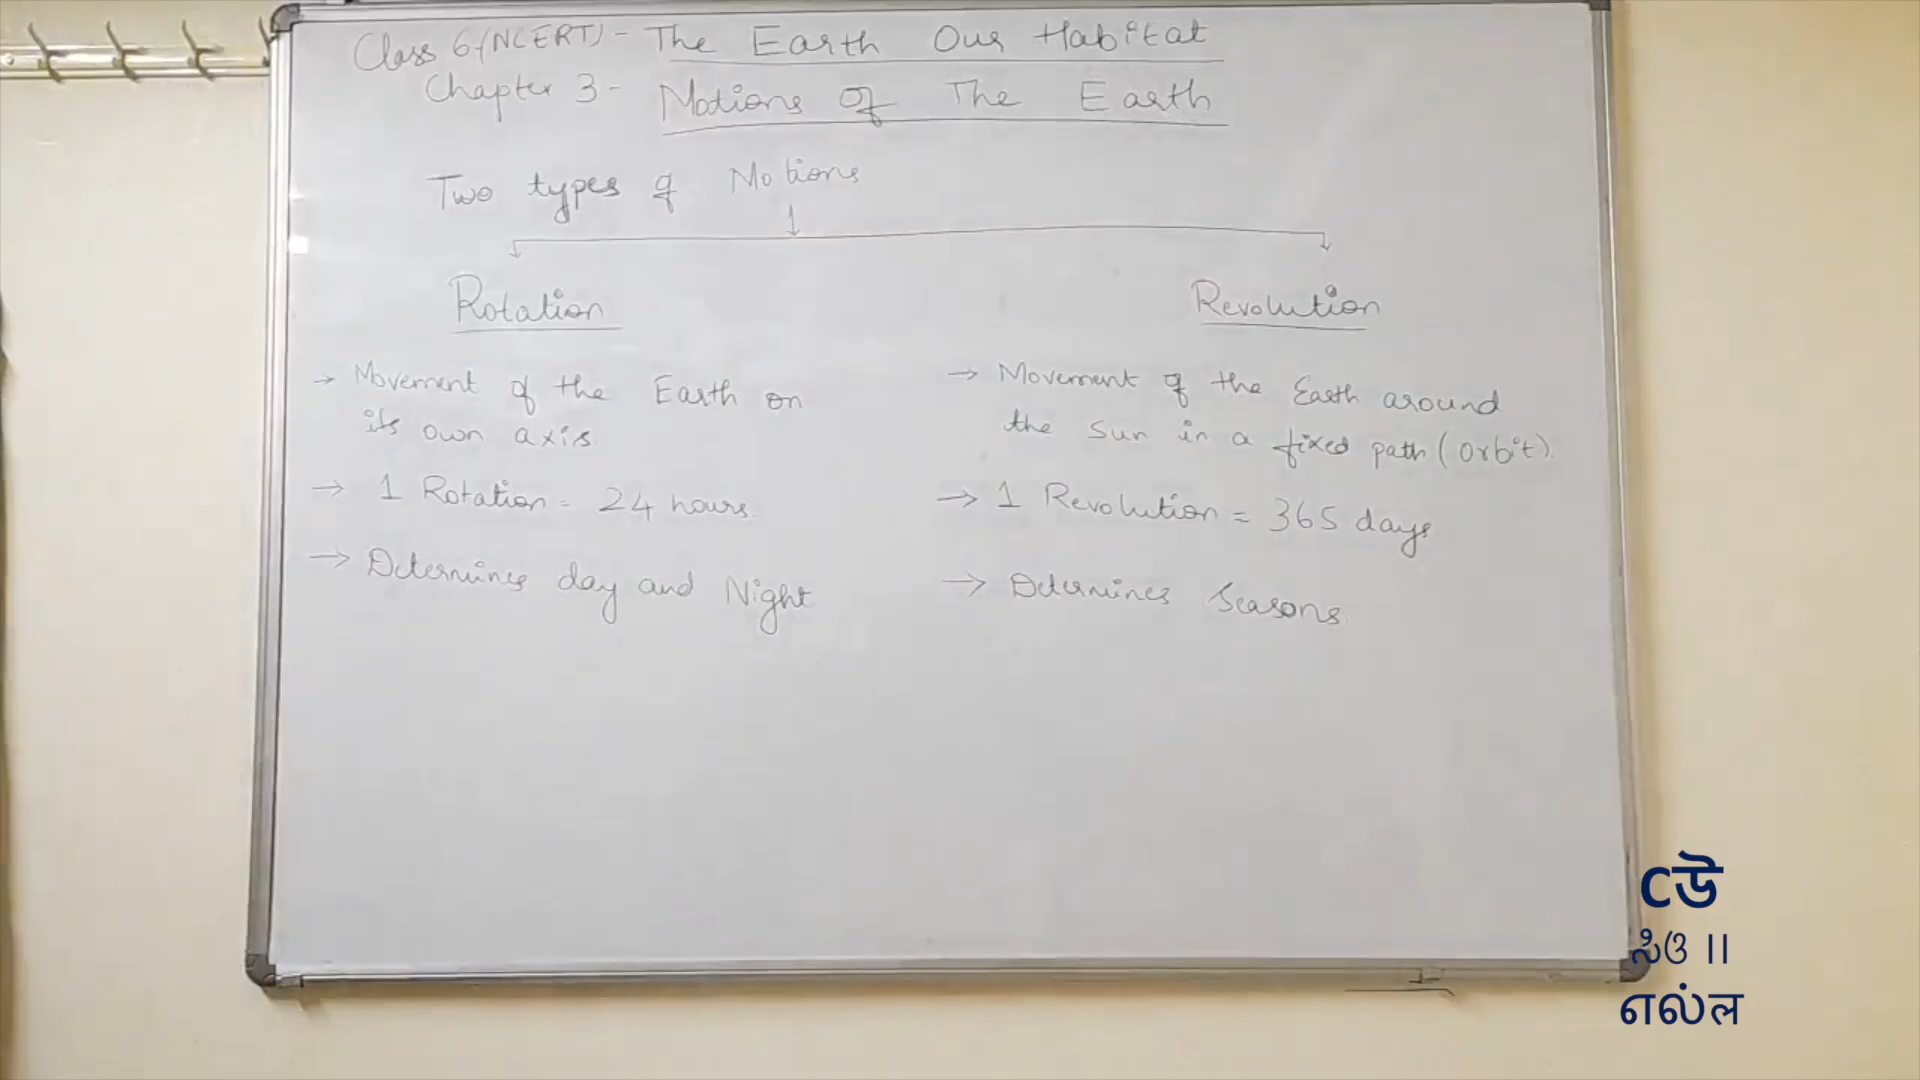 Class 6 (NCERT) - The Earth Our Habitat
Chapter 3 - Motions of The Earth
Two types of Motions
Rotation
→ Movement of the Earth on
its own axis.
→ 1 Rotation = 24 hours.
→ Determines day and Night.
Revolution
→ Movement of the Earth around
the Sun in a fixed path (Orbit).
→ 1 Revolution = 365 days
→ Determines Seasons.
Cউ
எல்ல